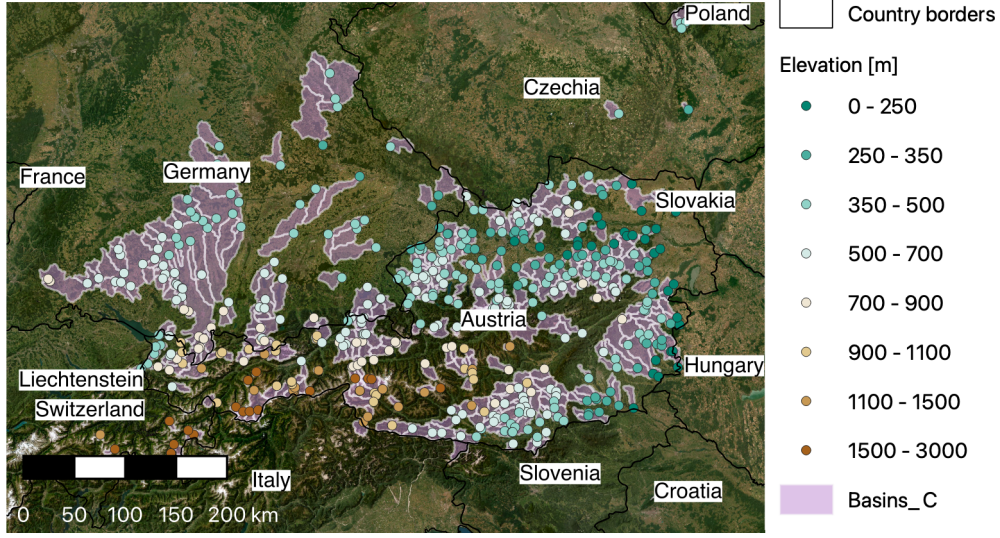 Poland
Czechia
France
Germany
Slovakia
Austria
Liechtenstein
Hungary
Switzerland
Italy
Slovenia
Croatia
0 50 100 150 200 km
Country borders
Elevation [m]
0 - 250
250 - 350
350 - 500
500 - 700
700 - 900
900 - 1100
1100 - 1500
1500 - 3000
Basins_C